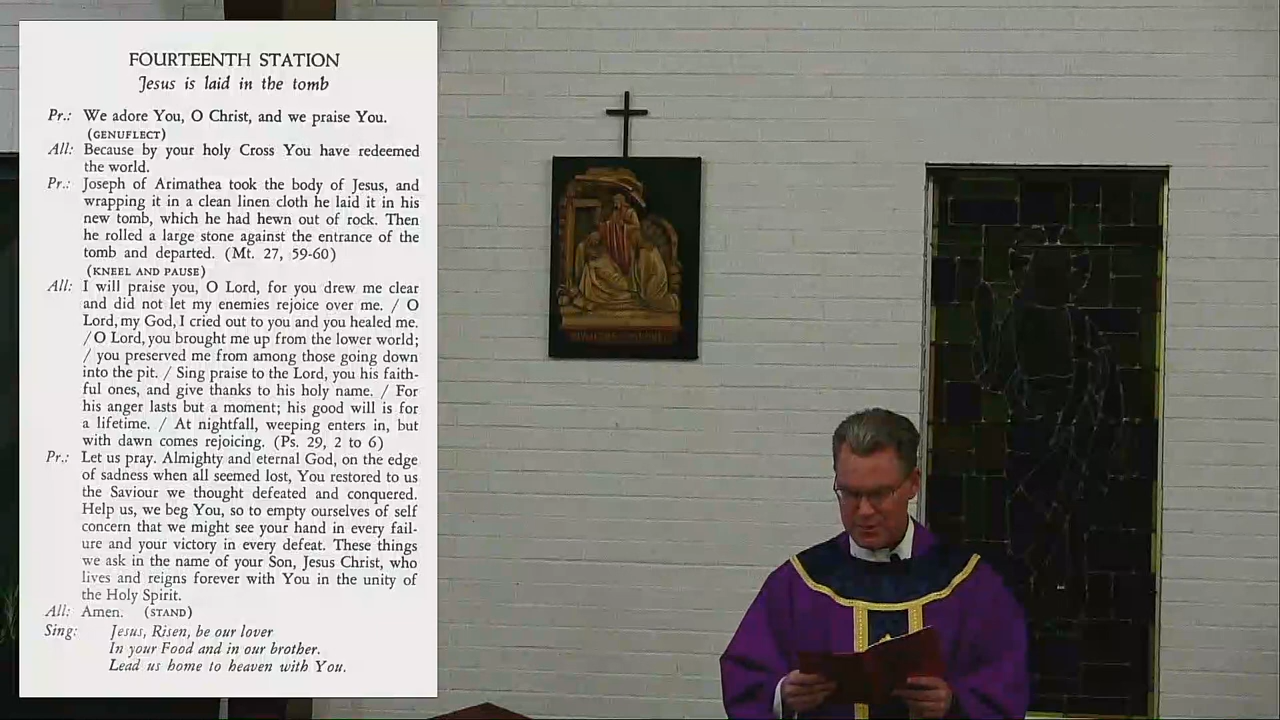 FOURTEENTH STATION
Jesus is laid in the tomb
Pr.: We adore You, O Christ, and we praise You.
(GENUFLECT)
All: Because by your holy Cross You have redeemed
the world.
Pr.: Joseph of Arimathea took the body of Jesus, and
wrapping it in a clean linen cloth he laid it in his
new tomb, which he had hewn out of rock. Then
he rolled a large stone against the entrance of the
tomb and departed. (Mt. 27, 59-60)
(KNEEL AND PAUSE)
All: I will praise you, O Lord, for you drew me clear
and did not let my enemies rejoice over me. / O
Lord, my God, I cried out to you and you healed me.
/ O Lord, you brought me up from the lower world;
/ you preserved me from among those going down
into the pit. / Sing praise to the Lord, you his faith-
ful ones, and give thanks to his holy name. / For
his anger lasts but a moment; his good will is for
a lifetime. / At nightfall, weeping enters in, but
with dawn comes rejoicing. (Ps. 29, 2 to 6)
Pr.: Let us pray. Almighty and eternal God, on the edge
of sadness when all seemed lost, You restored to us
the Saviour we thought defeated and conquered.
Help us, we beg You, so to empty ourselves of self
concern that we might see your hand in every fail-
ure and your victory in every defeat. These things
we ask in the name of your Son, Jesus Christ, who
lives and reigns forever with You in the unity of
the Holy Spirit.
All: Amen. (STAND)
Sing: Jesus, Risen, be our lover
In your Food and in our brother.
Lead us home to heaven with You.